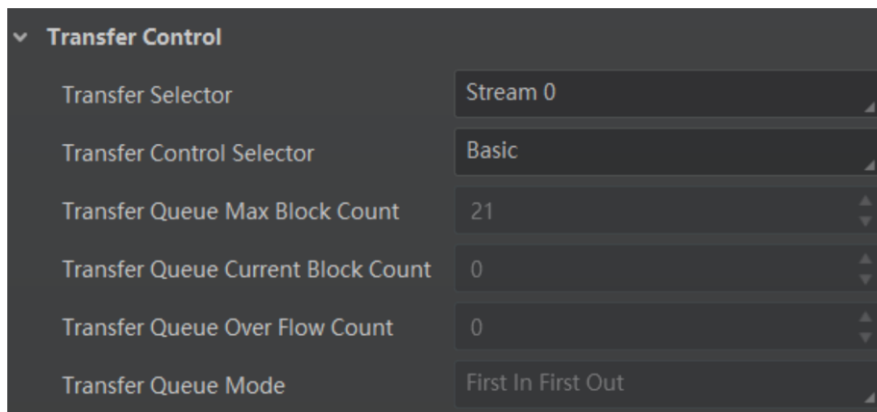 Transfer Control
Transfer Selector Stream 0
Transfer Control Selector Basic
Transfer Queue Max Block Count 21
Transfer Queue Current Block Count 0
Transfer Queue Over Flow Count 0
Transfer Queue Mode First In First Out